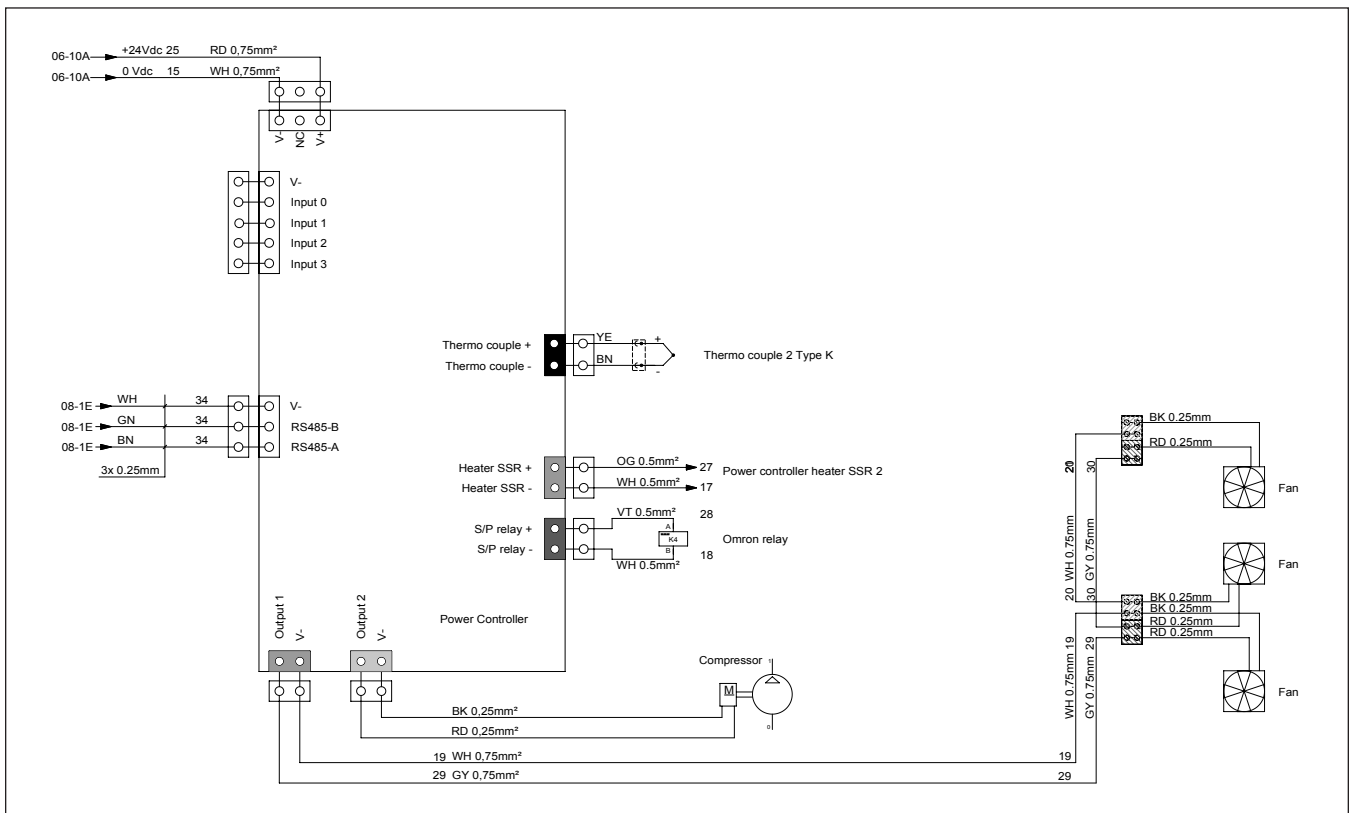 06-10A +24Vdc 25 RD 0,75mm²
06-10A 0 Vdc 15 WH 0,75mm²
V- NC V+
V-
Input 0
Input 1
Input 2
Input 3
Thermo couple + YE +
Thermo couple 2 Type K
Thermo couple - BN -
08-1E WH 34 V-
08-1E GN 34 RS485-B
08-1E BN 34 RS485-A
3x 0.25mm
Heater SSR + OG 0.5mm² 27 Power controller heater SSR 2
Heater SSR - WH 0.5mm² 17
VT 0.5mm² 28
S/P relay + A
K4 Omron relay
S/P relay - B 18
WH 0.5mm²
Output 1 V- Output 2 V-
Power Controller
Compressor 1
M
0
BK 0,25mm²
RD 0,25mm²
19 WH 0,75mm² 19
29 GY 0,75mm² 29
BK 0.25mm
RD 0.25mm
30
Fan
20 WH 0.75mm
30 GY 0.75mm
Fan
BK 0.25mm
BK 0.25mm
RD 0.25mm
RD 0.25mm
WH 0.75mm 19
GY 0.75mm 29
Fan